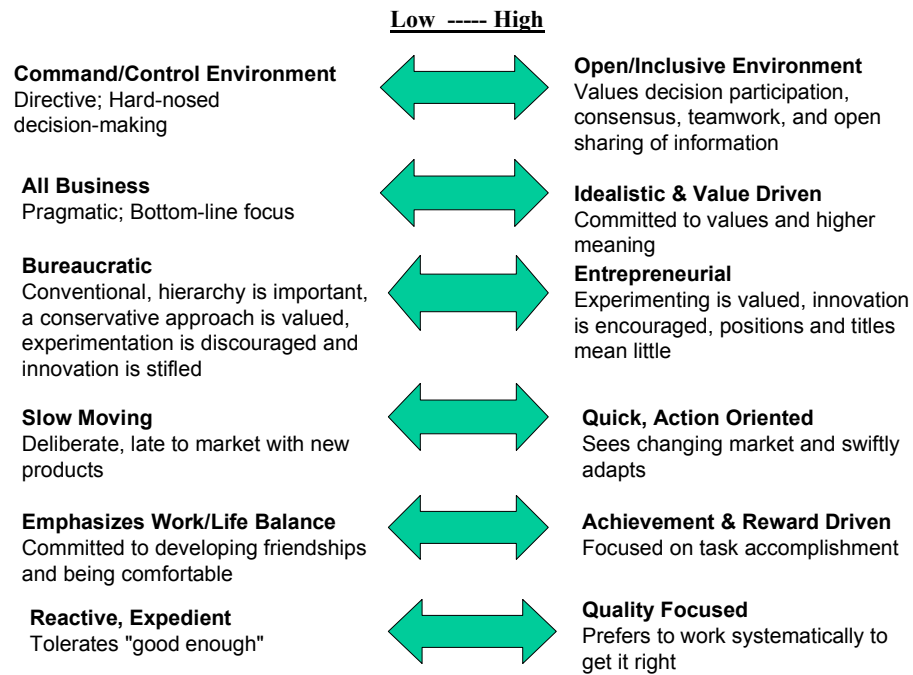 Low ----- High
Command/Control Environment
Directive; Hard-nosed
decision-making
Open/Inclusive Environment
Values decision participation,
consensus, teamwork, and open
sharing of information
All Business
Pragmatic; Bottom-line focus
Idealistic & Value Driven
Committed to values and higher
meaning
Bureaucratic
Conventional, hierarchy is important,
a conservative approach is valued,
experimentation is discouraged and
innovation is stifled
Entrepreneurial
Experimenting is valued, innovation
is encouraged, positions and titles
mean little
Slow Moving
Deliberate, late to market with new
products
Quick, Action Oriented
Sees changing market and swiftly
adapts
Emphasizes Work/Life Balance
Committed to developing friendships
and being comfortable
Achievement & Reward Driven
Focused on task accomplishment
Reactive, Expedient
Tolerates "good enough"
Quality Focused
Prefers to work systematically to
get it right